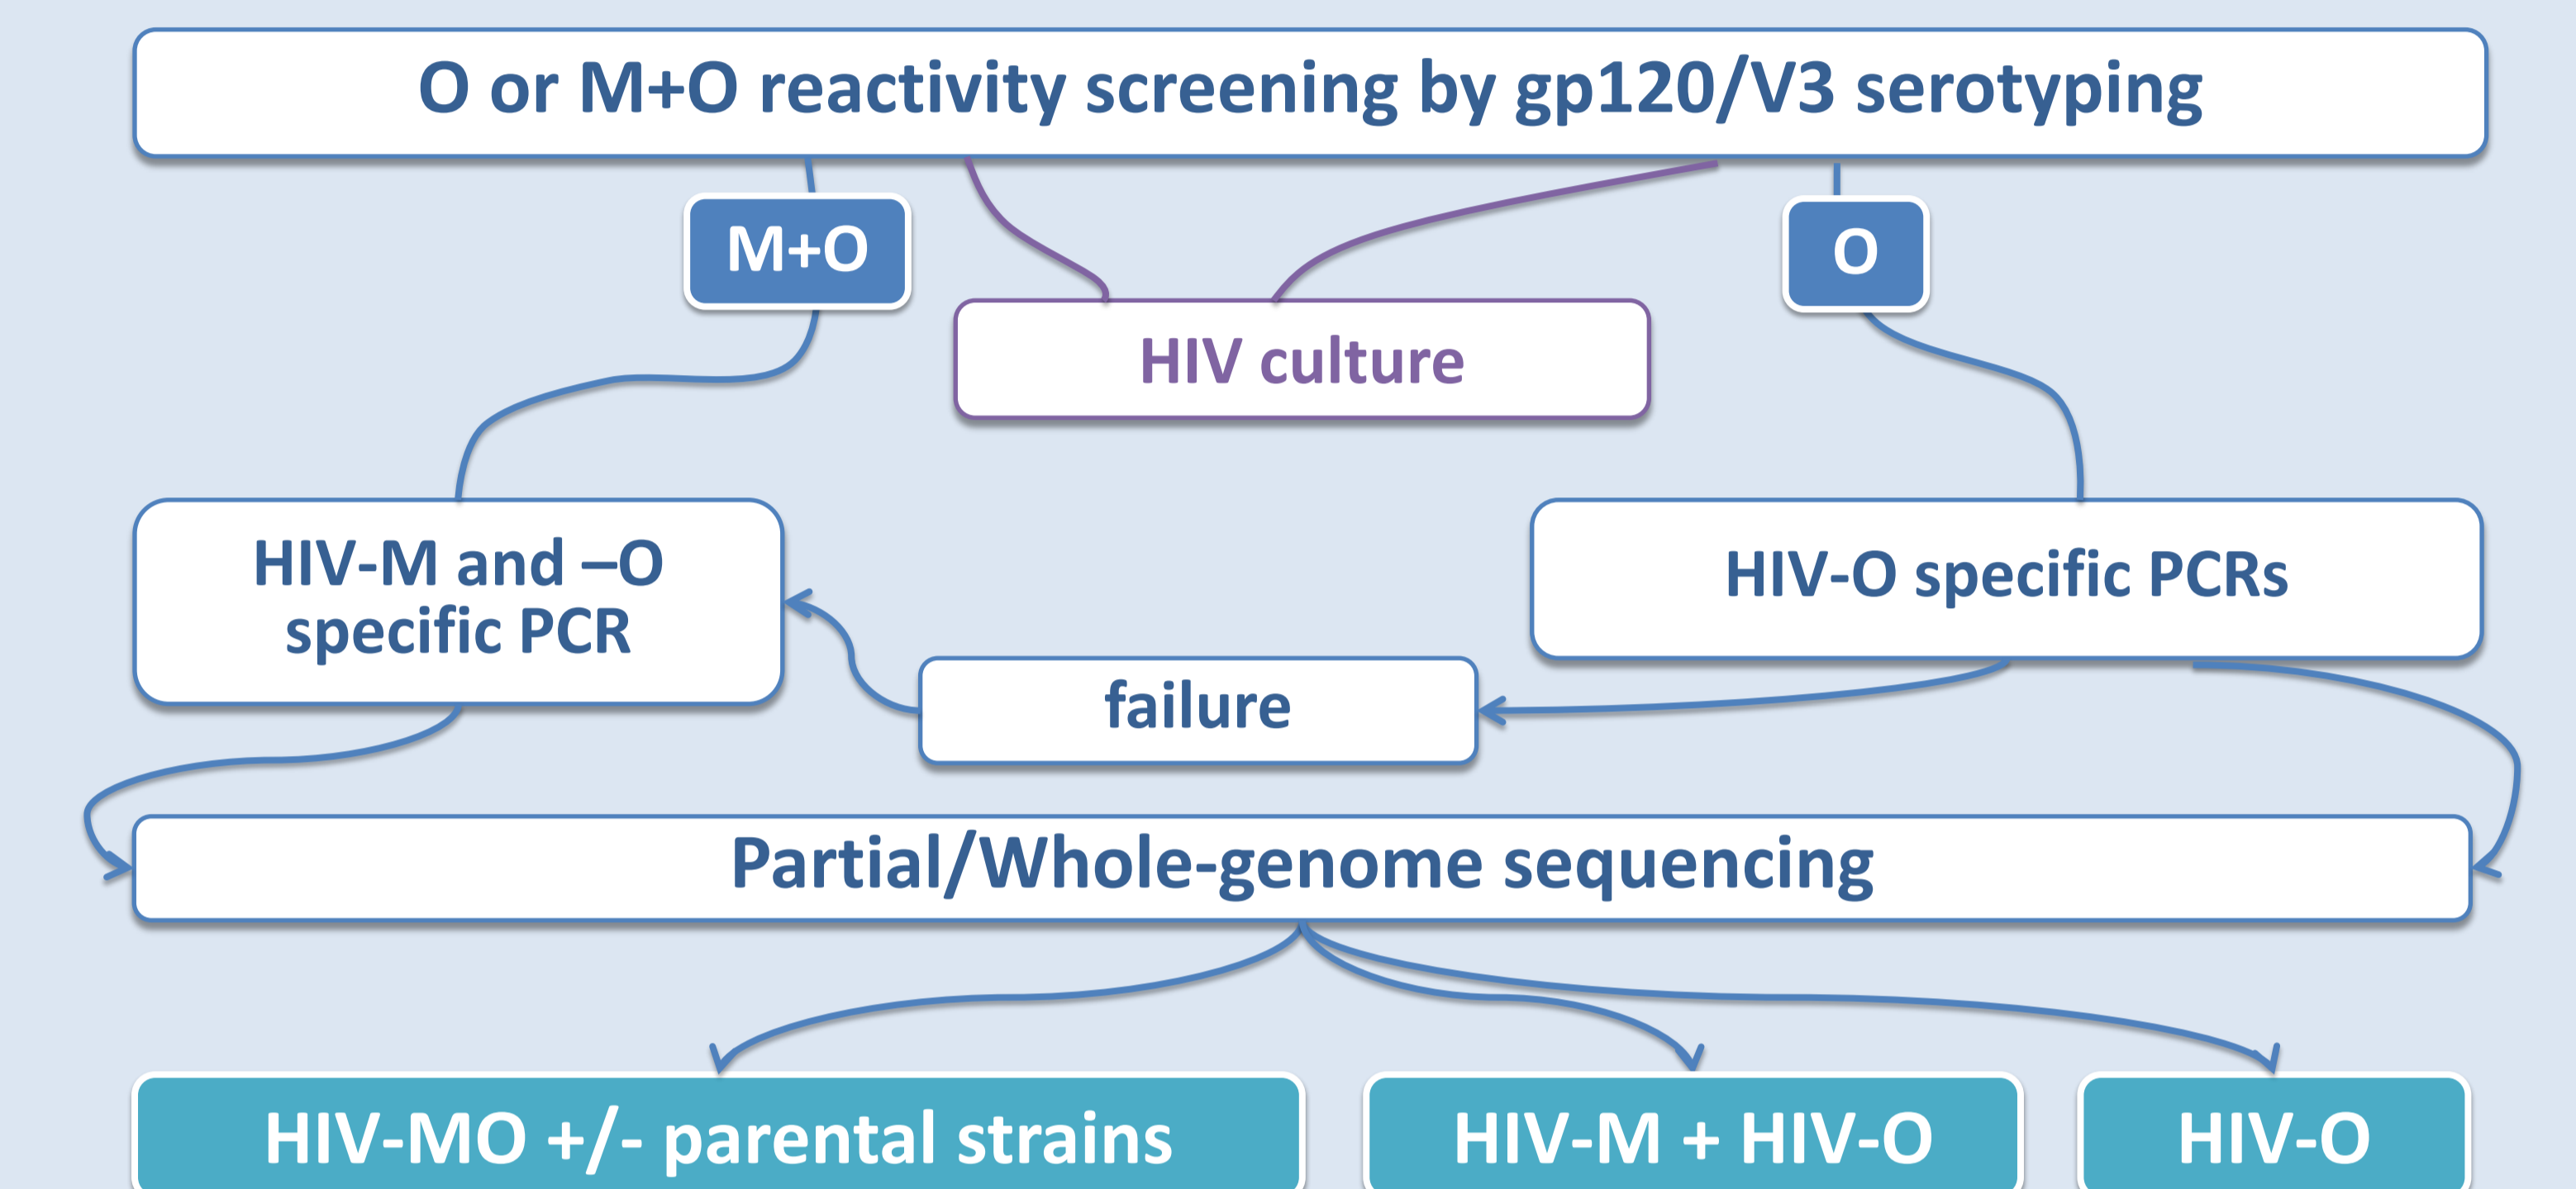 O or M+O reactivity screening by gp120/V3 serotyping
M+O
O
HIV culture
HIV-M and –O
specific PCR
HIV-O specific PCRs
failure
Partial/Whole-genome sequencing
HIV-MO +/- parental strains
HIV-M + HIV-O
HIV-O